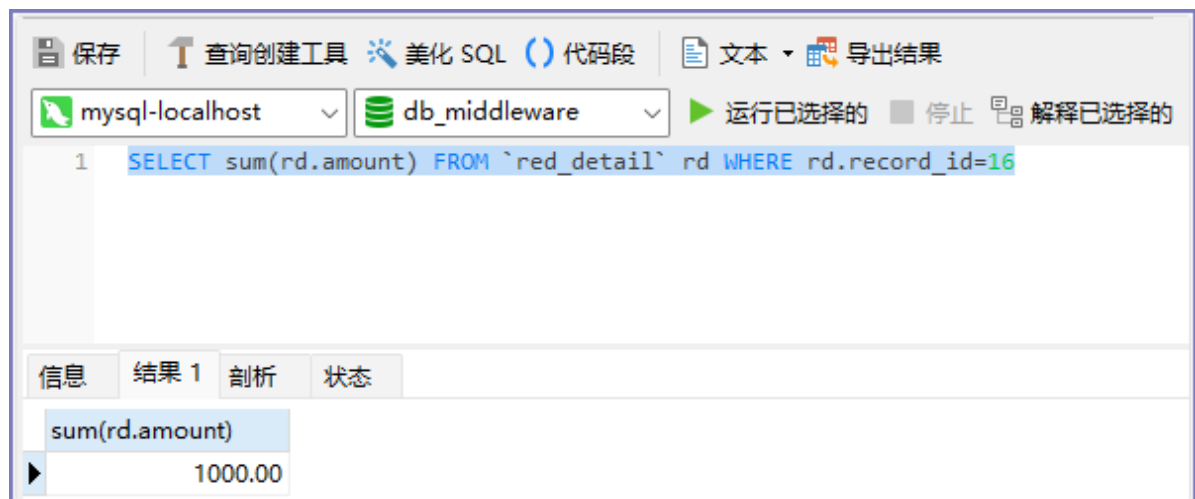 保存 查询创建工具 美化 SQL () 代码段 文本 导出结果
mysql-localhost db_middleware 运行已选择的 停止 解释已选择的
1 SELECT sum(rd.amount) FROM `red_detail` rd WHERE rd.record_id=16
信息 结果 1 剖析 状态
sum(rd.amount)
1000.00